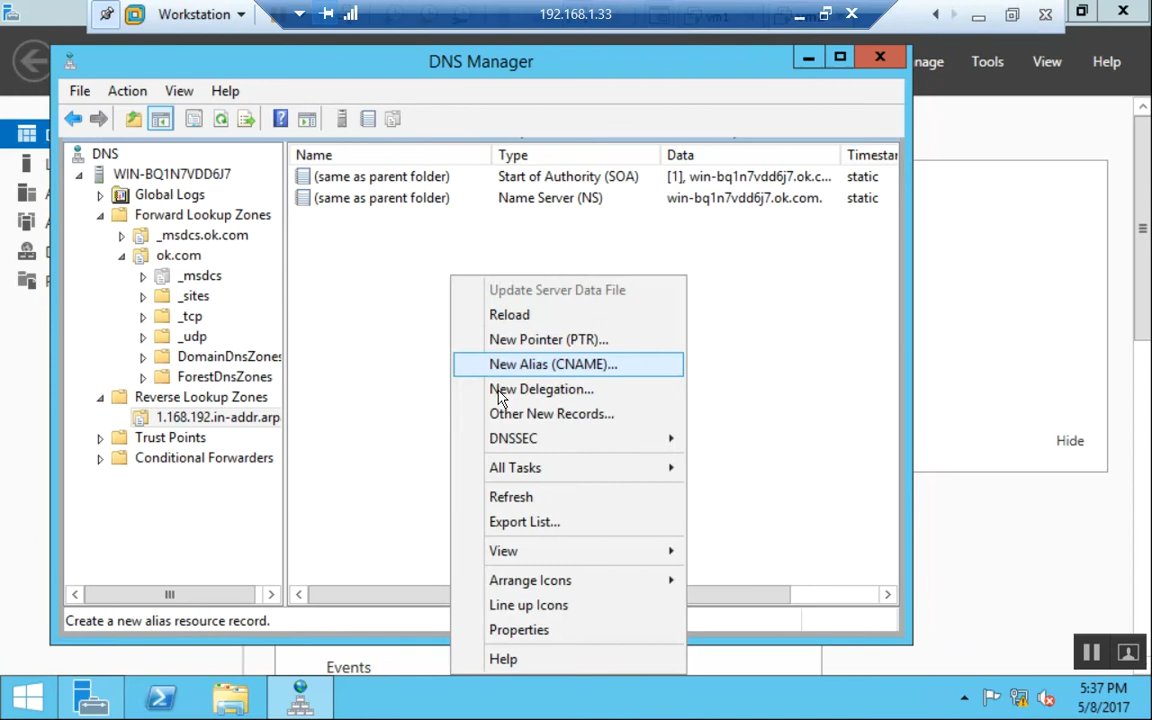 Workstation
192.168.1.33
DNS Manager
nage
Tools
View
Help
File
Action
View
Help
DNS
WIN-BQ1N7VDD6J7
Global Logs
Forward Lookup Zones
_msdcs.ok.com
ok.com
_msdcs
_sites
_tcp
_udp
DomainDnsZones
ForestDnsZones
Reverse Lookup Zones
1.168.192.in-addr.arp
Trust Points
Conditional Forwarders
Name
Type
Data
Timestar
(same as parent folder)
Start of Authority (SOA)
[1], win-bq1n7vdd6j7.ok.c...
static
(same as parent folder)
Name Server (NS)
win-bq1n7vdd6j7.ok.com.
static
Update Server Data File
Reload
New Pointer (PTR)...
New Alias (CNAME)...
New Delegation...
Other New Records...
DNSSEC
All Tasks
Refresh
Export List...
View
Arrange Icons
Line up Icons
Properties
Help
Hide
Create a new alias resource record.
Events
5:37 PM
5/8/2017